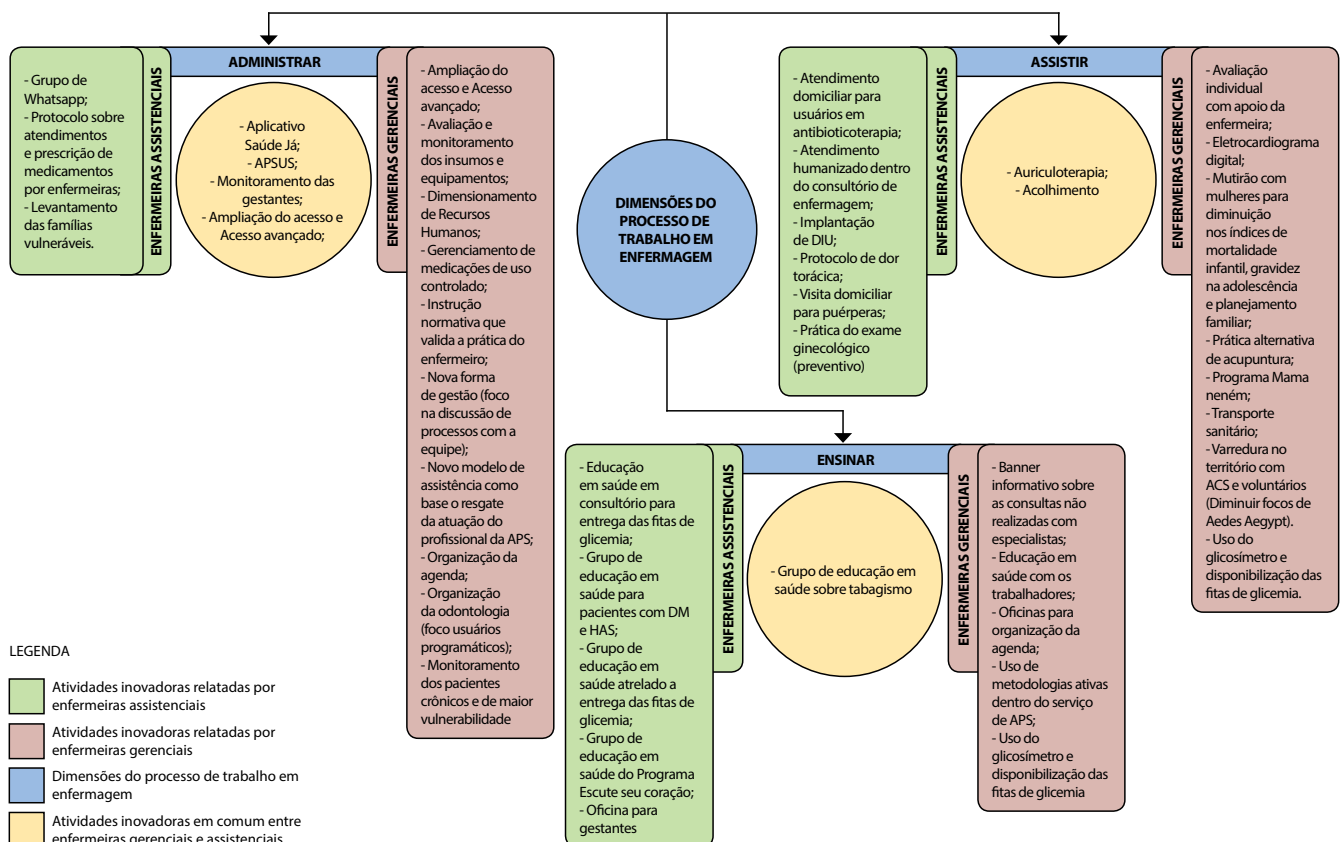 ADMINISTRAR
ENFERMEIRAS ASSISTENCIAIS
- Grupo de
Whatsapp;
- Protocolo sobre
atendimentos
e prescrição de
medicamentos
por enfermeiras;
- Levantamento
das famílias
vulneráveis.
- Aplicativo
Saúde Já;
- APSUS;
- Monitoramento das
gestantes;
- Ampliação do acesso e
Acesso avançado;
ENFERMEIRAS GERENCIAIS
- Ampliação do
acesso e Acesso
avançado;
- Avaliação e
monitoramento
dos insumos e
equipamentos;
- Dimensionamento
de Recursos
Humanos;
- Gerenciamento de
medicações de uso
controlado;
- Instrução
normativa que
valida a prática do
enfermeiro;
- Nova forma
de gestão (foco
na discussão de
processos com a
equipe);
- Novo modelo de
assistência como
base o resgate
da atuação do
profissional da APS;
- Organização da
agenda;
- Organização
da odontologia
(foco usuários
programáticos);
- Monitoramento
dos pacientes
crônicos e de maior
vulnerabilidade
DIMENSÕES DO
PROCESSO DE
TRABALHO EM
ENFERMAGEM
ASSISTIR
ENFERMEIRAS ASSISTENCIAIS
- Atendimento
domiciliar para
usuários em
antibioticoterapia;
- Atendimento
humanizado dentro
do consultório de
enfermagem;
- Implantação
de DIU;
- Protocolo de dor
torácica;
- Visita domiciliar
para puérperas;
- Prática do exame
ginecológico
(preventivo)
- Auriculoterapia;
- Acolhimento
ENFERMEIRAS GERENCIAIS
- Avaliação
individual
com apoio da
enfermeira;
- Eletrocardiograma
digital;
- Mutirão com
mulheres para
diminuição
nos índices de
mortalidade
infantil, gravidez
na adolescência
e planejamento
familiar;
- Prática alternativa
de acupuntura;
- Programa Mama
neném;
- Transporte
sanitário;
- Varredura no
território com
ACS e voluntários
(Diminuir focos de
Aedes Aegypt).
- Uso do
glicosímetro e
disponibilização das
fitas de glicemia.
ENSINAR
ENFERMEIRAS ASSISTENCIAIS
- Educação
em saúde em
consultório para
entrega das fitas de
glicemia;
- Grupo de
educação em
saúde para
pacientes com DM
e HAS;
- Grupo de
educação em
saúde atrelado a
entrega das fitas de
glicemia;
- Grupo de
educação em
saúde do Programa
Escute seu coração;
- Oficina para
gestantes
- Grupo de educação em
saúde sobre tabagismo
ENFERMEIRAS GERENCIAIS
- Banner
informativo sobre
as consultas não
realizadas com
especialistas;
- Educação em
saúde com os
trabalhadores;
- Oficinas para
organização da
agenda;
- Uso de
metodologias ativas
dentro do serviço
de APS;
- Uso do
glicosímetro e
disponibilização das
fitas de glicemia
LEGENDA
Atividades inovadoras relatadas por
enfermeiras assistenciais
Atividades inovadoras relatadas por
enfermeiras gerenciais
Dimensões do processo de trabalho em
enfermagem
Atividades inovadoras em comum entre
enfermeiras gerenciais e assistenciais